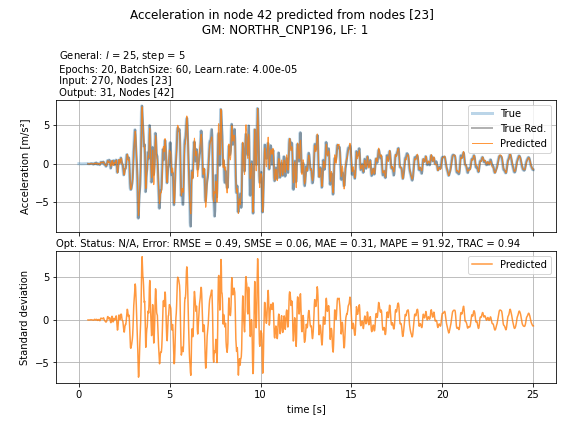 Acceleration in node 42 predicted from nodes [23]
GM: NORTHR_CNP196, LF: 1
General: l = 25, step = 5
Epochs: 20, BatchSize: 60, Learn.rate: 4.00e-05
Input: 270, Nodes [23]
Output: 31, Nodes [42]
Acceleration [m/s²]
5
0
−5
True
True Red.
Predicted
Opt. Status: N/A, Error: RMSE = 0.49, SMSE = 0.06, MAE = 0.31, MAPE = 91.92, TRAC = 0.94
Standard deviation
5
0
−5
Predicted
0 5 10 15 20 25
time [s]